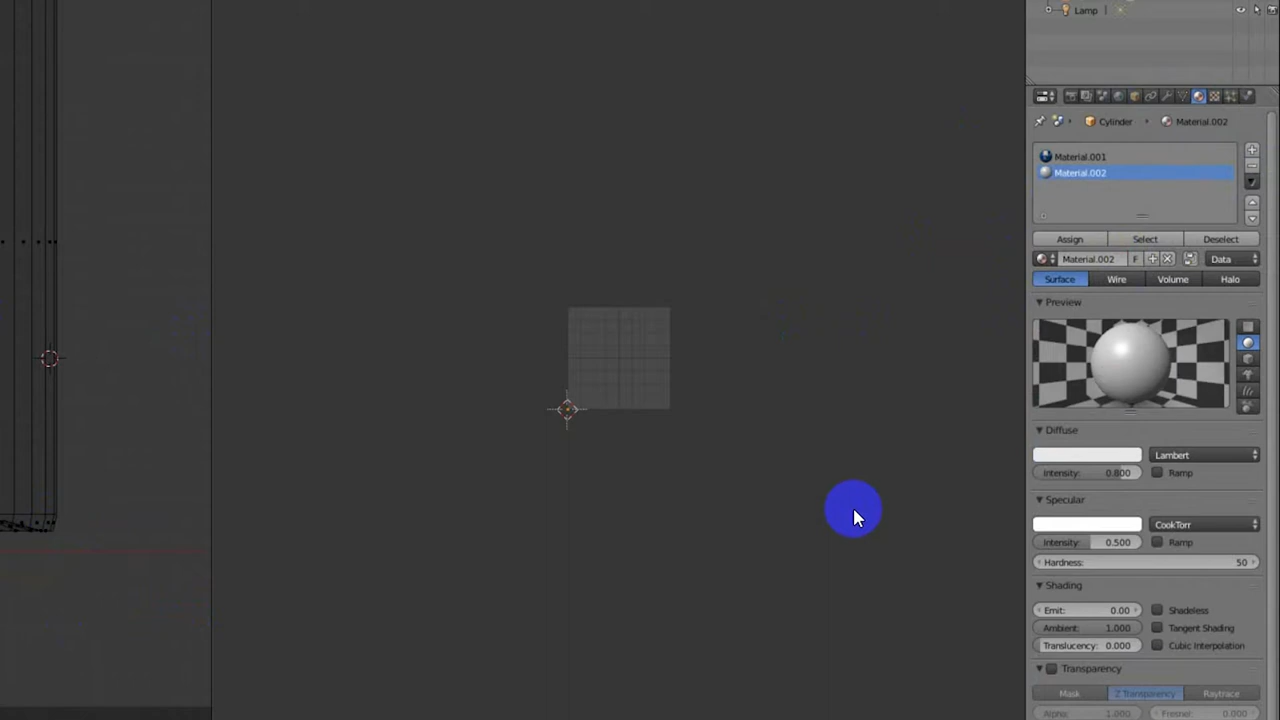 Lamp
Cylinder Material.002
Material.001
Material.002
Assign Select Deselect
Material.002 F Data
Surface Wire Volume Halo
Preview
Diffuse
Lambert
Intensity: 0.800 Ramp
Specular
CookTorr
Intensity: 0.500 Ramp
Hardness: 50
Shading
Emit: 0.00 Shadeless
Ambient: 1.000 Tangent Shading
Translucency: 0.000 Cubic Interpolation
Transparency
Mask Z Transparency Raytrace
Alpha: 1.000 Fresnel: 0.000